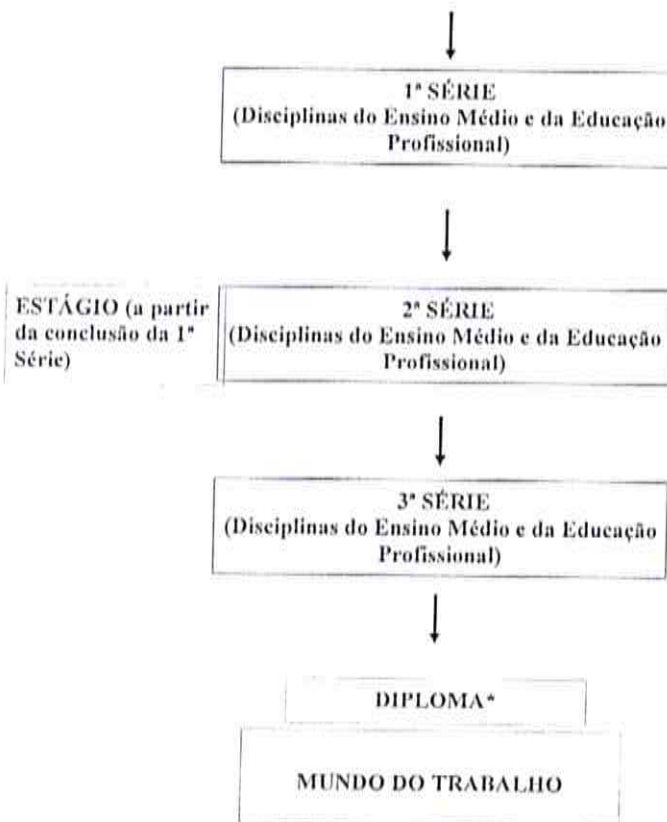 1ª SÉRIE
(Disciplinas do Ensino Médio e da Educação
Profissional)
ESTÁGIO (a partir
da conclusão da 1ª
Série)
2ª SÉRIE
(Disciplinas do Ensino Médio e da Educação
Profissional)
3ª SÉRIE
(Disciplinas do Ensino Médio e da Educação
Profissional)
DIPLOMA*
MUNDO DO TRABALHO